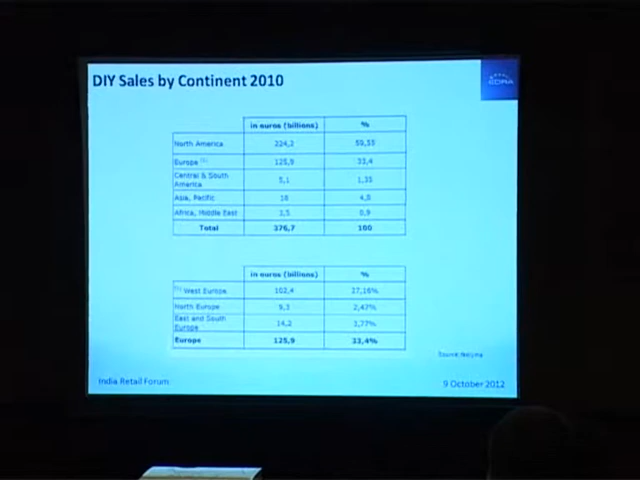 DIY Sales by Continent 2010
EDRA
in euros (billions) %
North America 224,2 59,55
Europe (1) 125,9 33,4
Central & South America 5,1 1,35
Asia, Pacific 18 4,8
Africa, Middle East 3,5 0,9
Total 376,7 100
in euros (billions) %
(1) West Europe 102,4 27,16%
North Europe 9,3 2,47%
East and South Europe 14,2 3,77%
Europe 125,9 33,4%
Source:
India Retail Forum
9 October 2012